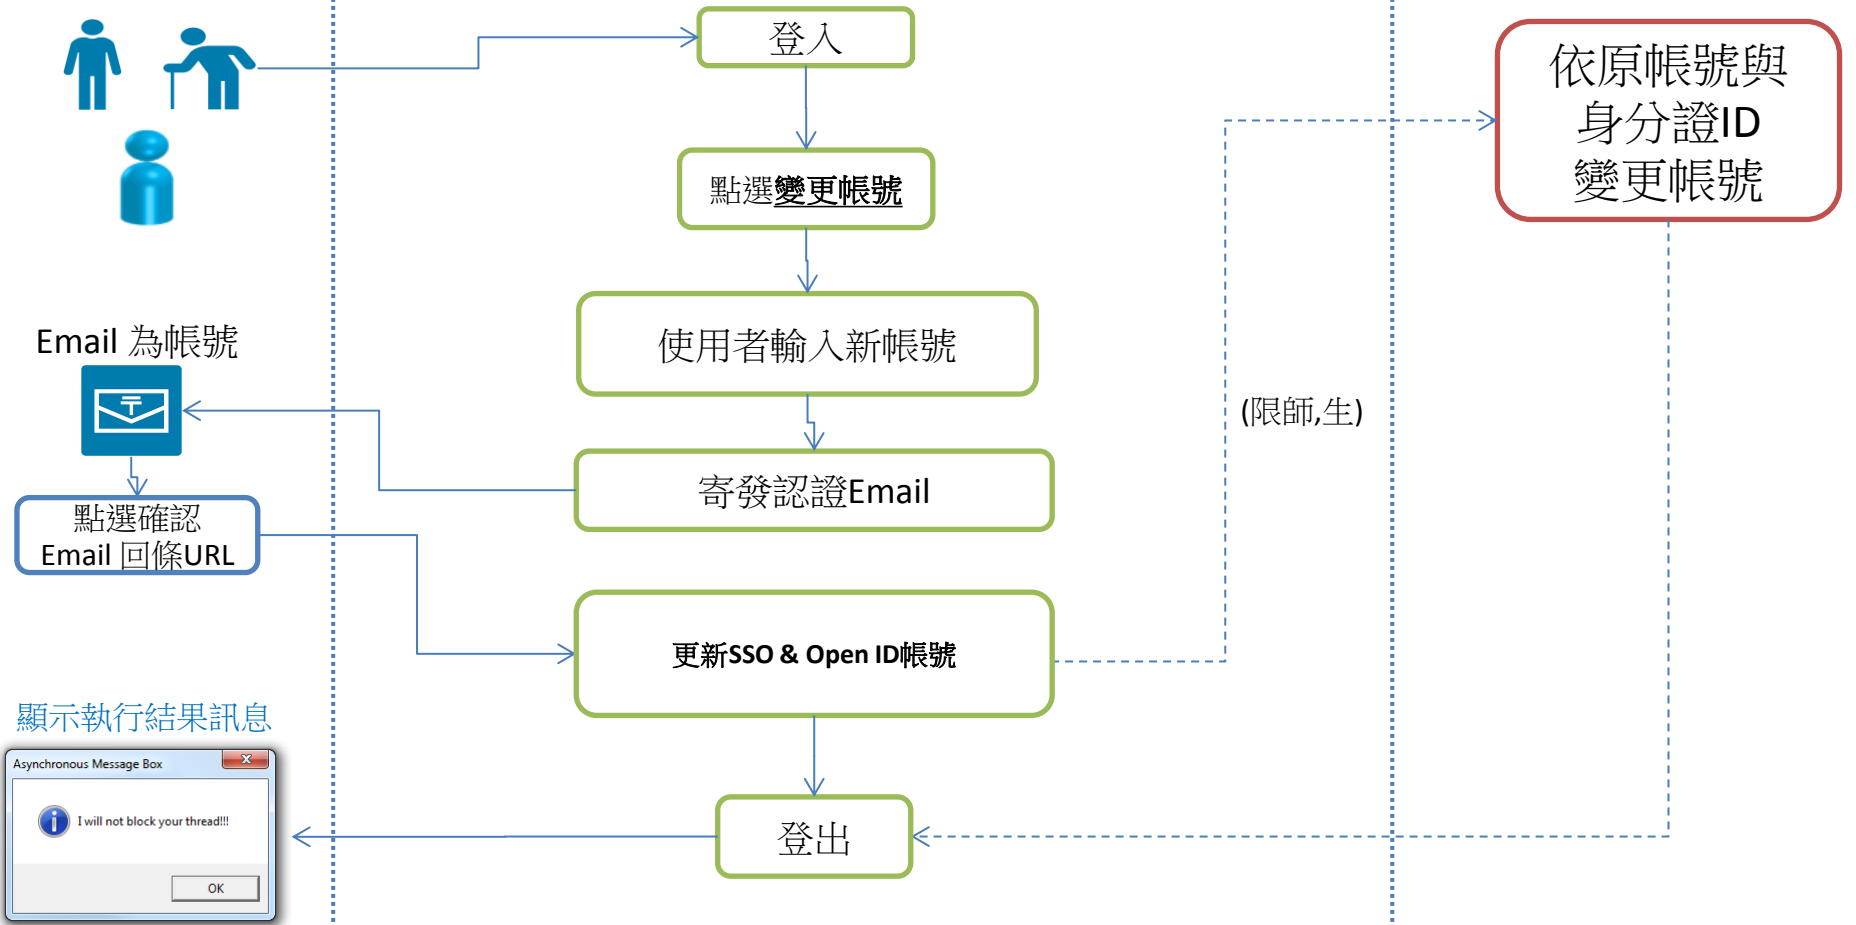 登入
點選變更帳號
使用者輸入新帳號
Email 為帳號
寄發認證Email
點選確認
Email 回條URL
更新SSO & Open ID帳號
顯示執行結果訊息
Asynchronous Message Box
I will not block your thread!!!
OK
登出
(限師,生)
依原帳號與
身分證ID
變更帳號